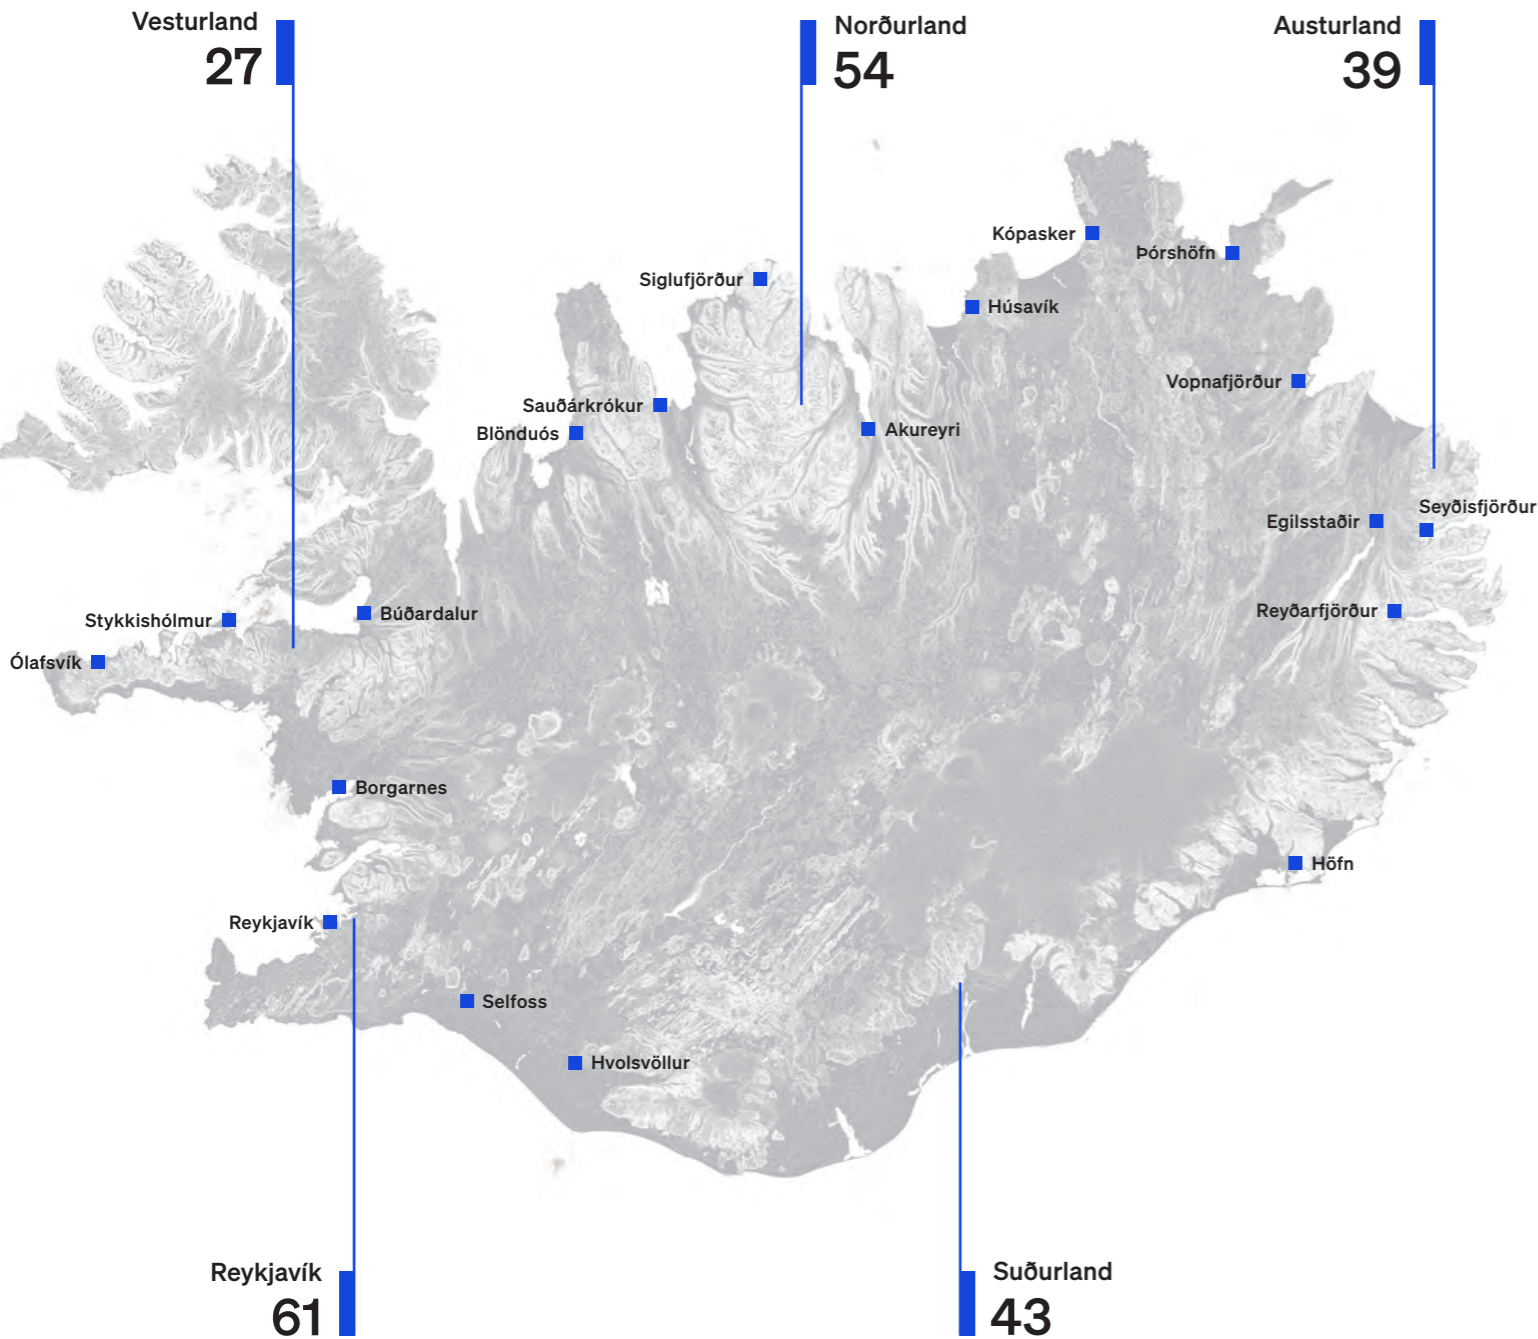 Vesturland
27
Norðurland
54
Austurland
39
Kópasker
Þórshöfn
Siglufjörður
Húsavík
Vopnafjörður
Sauðárkrókur
Blönduós
Akureyri
Seyðisfjörður
Egilsstaðir
Reyðarfjörður
Stykkishólmur
Búðardalur
Ólafsvík
Borgarnes
Höfn
Reykjavík
Selfoss
Hvolsvöllur
Reykjavík
61
Suðurland
43